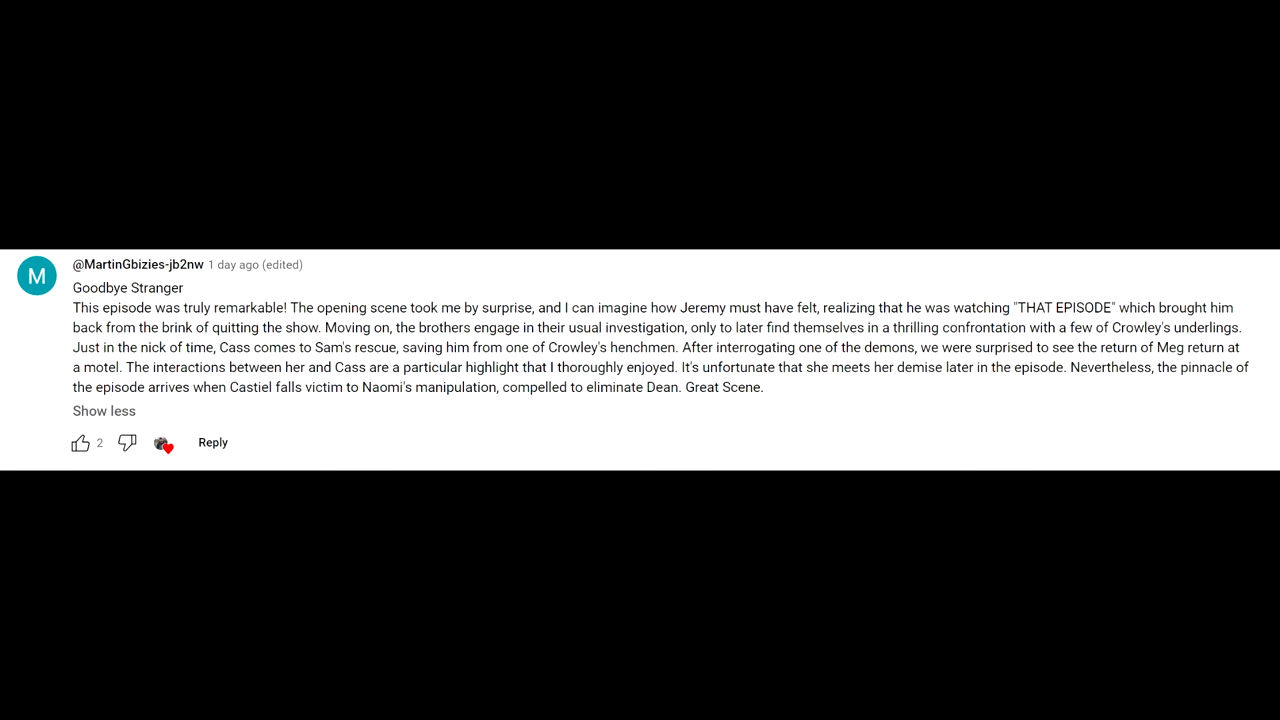 M
@MartinGbizies-jb2nw 1 day ago (edited)
Goodbye Stranger
This episode was truly remarkable! The opening scene took me by surprise, and I can imagine how Jeremy must have felt, realizing that he was watching "THAT EPISODE" which brought him
back from the brink of quitting the show. Moving on, the brothers engage in their usual investigation, only to later find themselves in a thrilling confrontation with a few of Crowley's underlings.
Just in the nick of time, Cass comes to Sam's rescue, saving him from one of Crowley's henchmen. After interrogating one of the demons, we were surprised to see the return of Meg return at
a motel. The interactions between her and Cass are a particular highlight that I thoroughly enjoyed. It's unfortunate that she meets her demise later in the episode. Nevertheless, the pinnacle of
the episode arrives when Castiel falls victim to Naomi's manipulation, compelled to eliminate Dean. Great Scene.
Show less
2 Reply